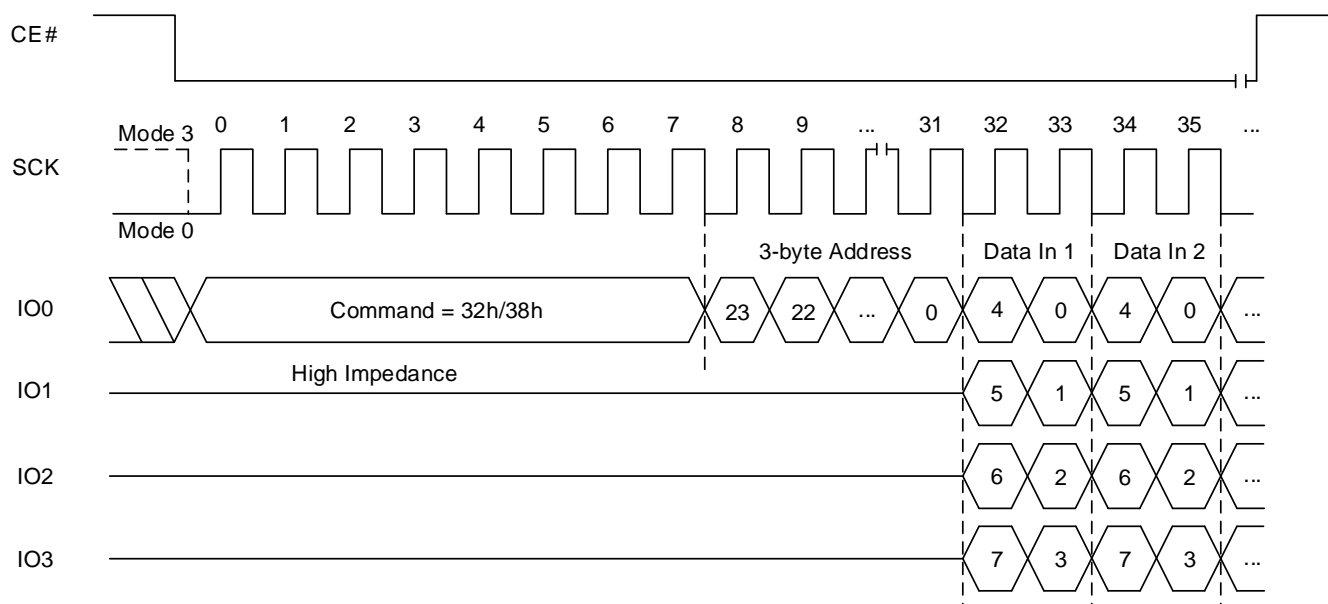 CE#
0 1 2 3 4 5 6 7 8 9 ... 31 32 33 34 35 ...
Mode 3
SCK
Mode 0
3-byte Address Data In 1 Data In 2
IO0 Command = 32h/38h 23 22 ... 0 4 0 4 0 ...
High Impedance
IO1 5 1 5 1 ...
IO2 6 2 6 2 ...
IO3 7 3 7 3 ...